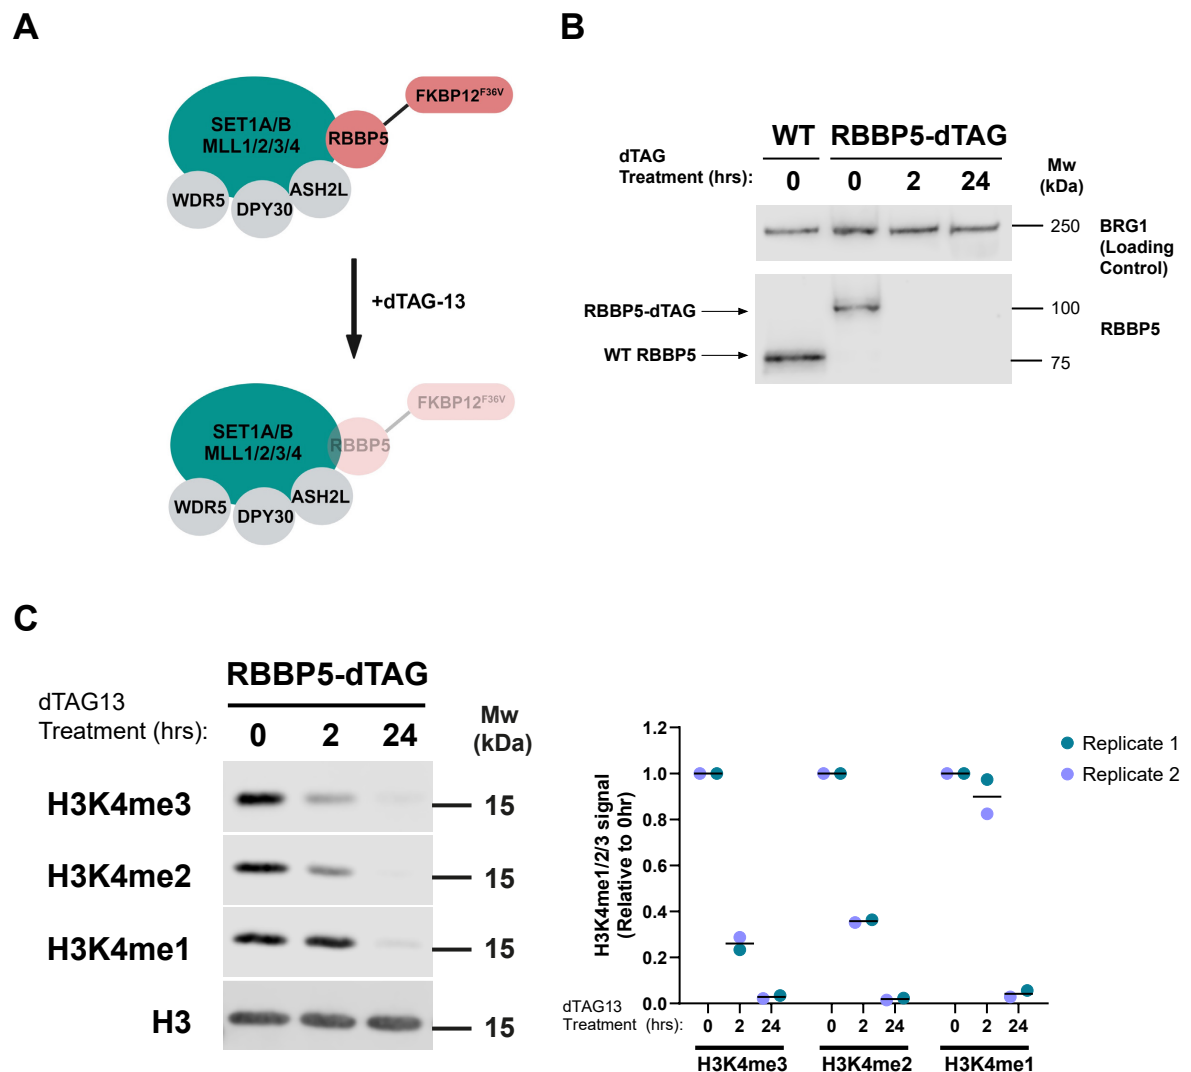 A
SET1A/B
MLL1/2/3/4
RBBP5
FKBP12F36V
WDR5
DPY30
ASH2L
+dTAG-13
SET1A/B
MLL1/2/3/4
RBBP5
FKBP12F36V
WDR5
DPY30
ASH2L
B
WT RBBP5-dTAG
dTAG
Treatment (hrs): 0 0 2 24
Mw
(kDa)
250
BRG1
(Loading
Control)
RBBP5-dTAG
100
RBBP5
WT RBBP5
75
C
RBBP5-dTAG
dTAG13
Treatment (hrs): 0 2 24
Mw
(kDa)
H3K4me3 15
H3K4me2 15
H3K4me1 15
H3 15
H3K4me1/2/3 signal
(Relative to 0hr)
1.2
1.0
0.8
0.6
0.4
0.2
0.0
Replicate 1
Replicate 2
dTAG13
Treatment (hrs): 0 2 24 0 2 24 0 2 24
H3K4me3 H3K4me2 H3K4me1